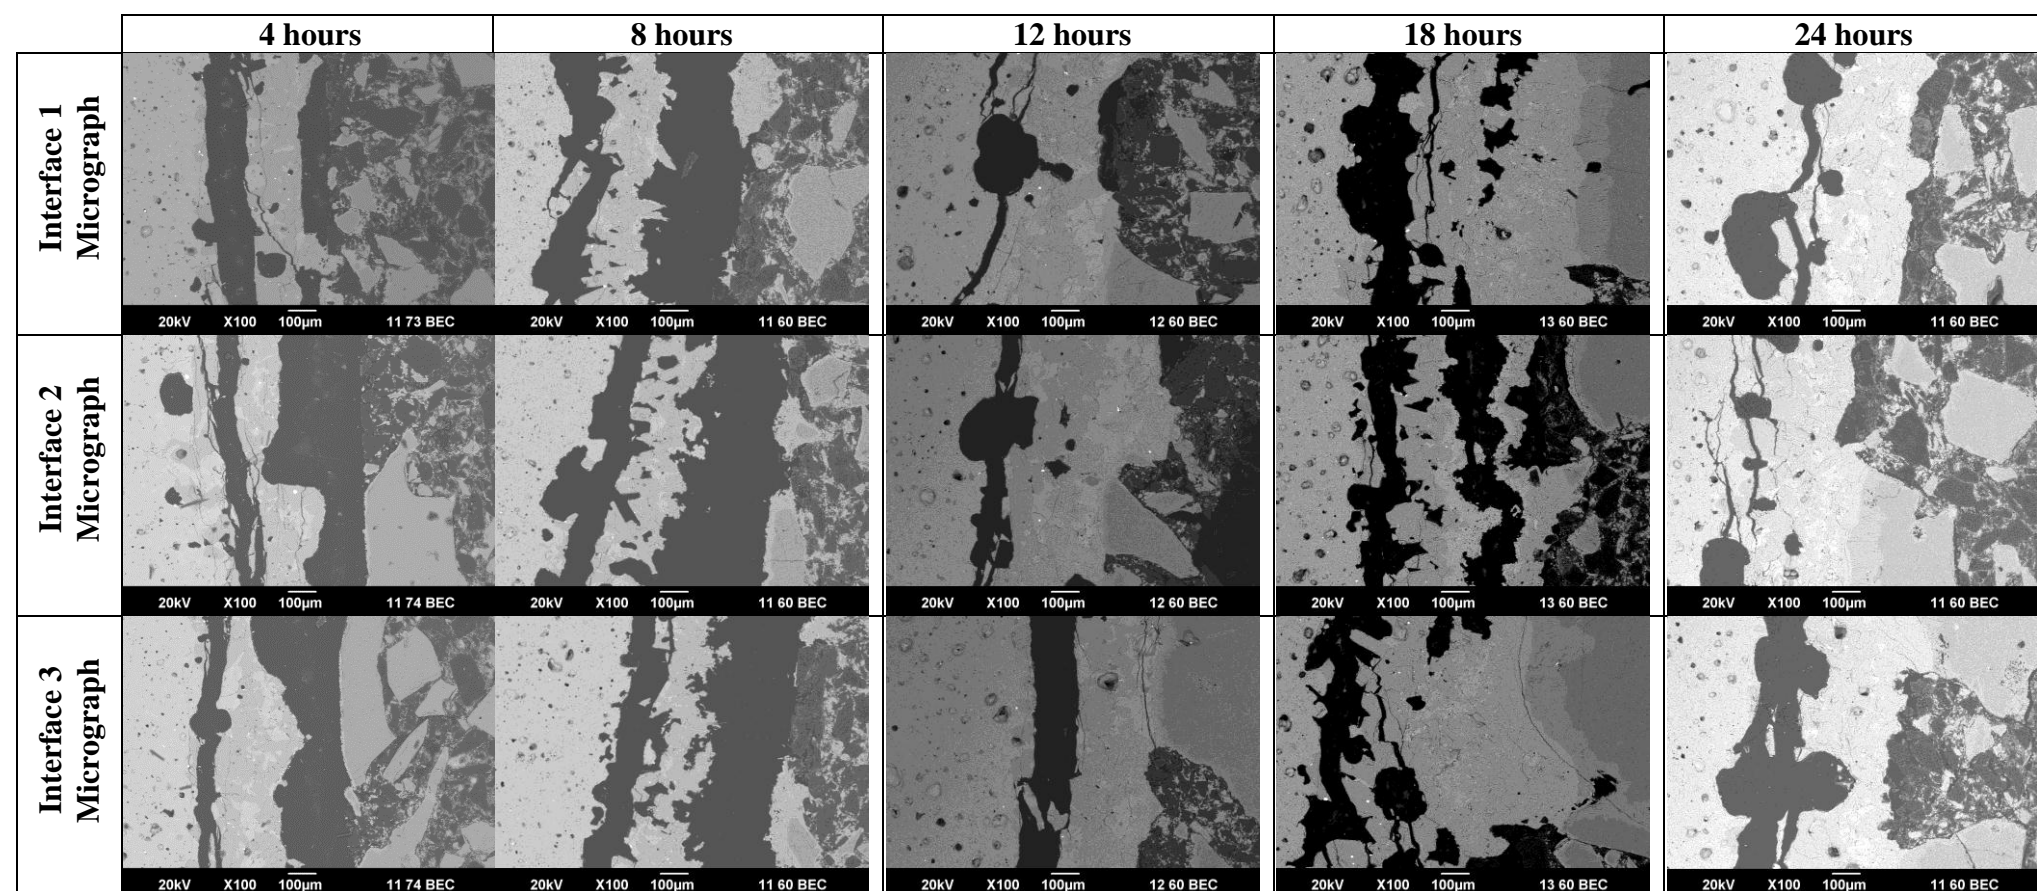 4 hours 8 hours 12 hours 18 hours 24 hours
Interface 1
Micrograph
20kV X100 100µm 11 73 BEC 20kV X100 100µm 11 60 BEC 20kV X100 100µm 12 60 BEC 20kV X100 100µm 13 60 BEC 20kV X100 100µm 11 60 BEC
Interface 2
Micrograph
20kV X100 100µm 11 74 BEC 20kV X100 100µm 11 60 BEC 20kV X100 100µm 12 60 BEC 20kV X100 100µm 13 60 BEC 20kV X100 100µm 11 60 BEC
Interface 3
Micrograph
20kV X100 100µm 11 74 BEC 20kV X100 100µm 11 60 BEC 20kV X100 100µm 12 60 BEC 20kV X100 100µm 13 60 BEC 20kV X100 100µm 11 60 BEC